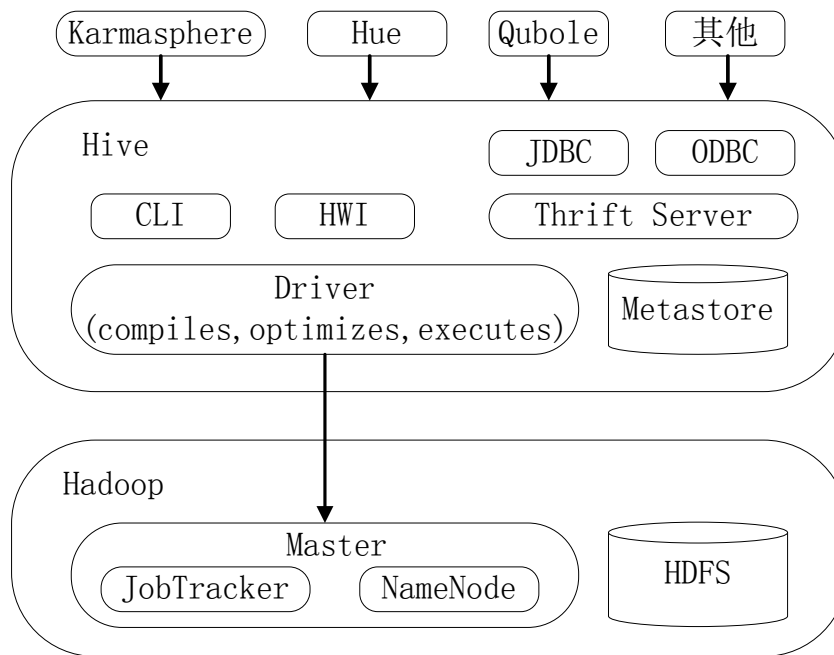 Karmasphere
Hue
Qubole
其他
Hive
JDBC
ODBC
CLI
HWI
Thrift Server
Driver
(compiles,optimizes,executes)
Metastore
Hadoop
Master
JobTracker
NameNode
HDFS